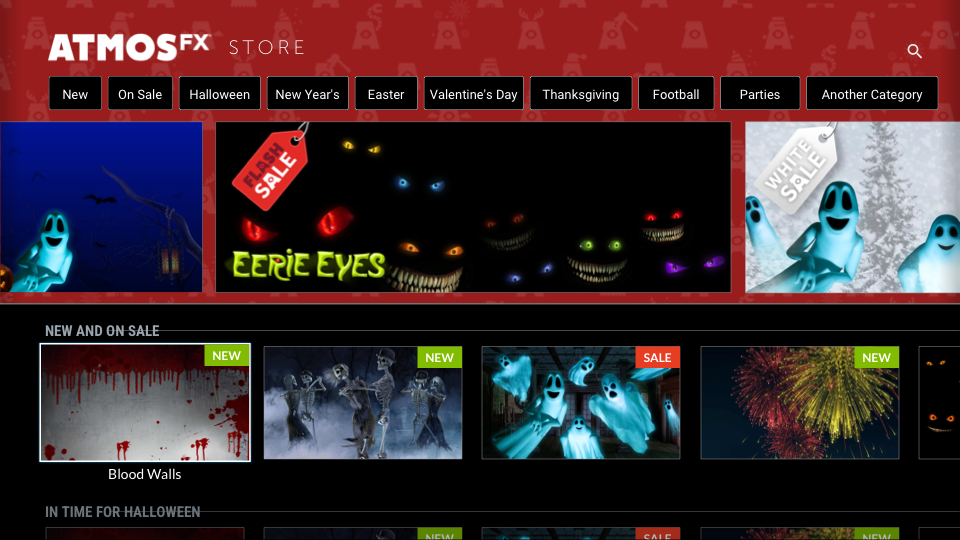 ATMOSFX STORE
New
On Sale
Halloween
New Year's
Easter
Valentine's Day
Thanksgiving
Football
Parties
Another Category
FLASH
SALE
EERIE EYES
WHITE
SALE
NEW AND ON SALE
NEW
NEW
SALE
NEW
Blood Walls
IN TIME FOR HALLOWEEN
NEW
SALE
NEW